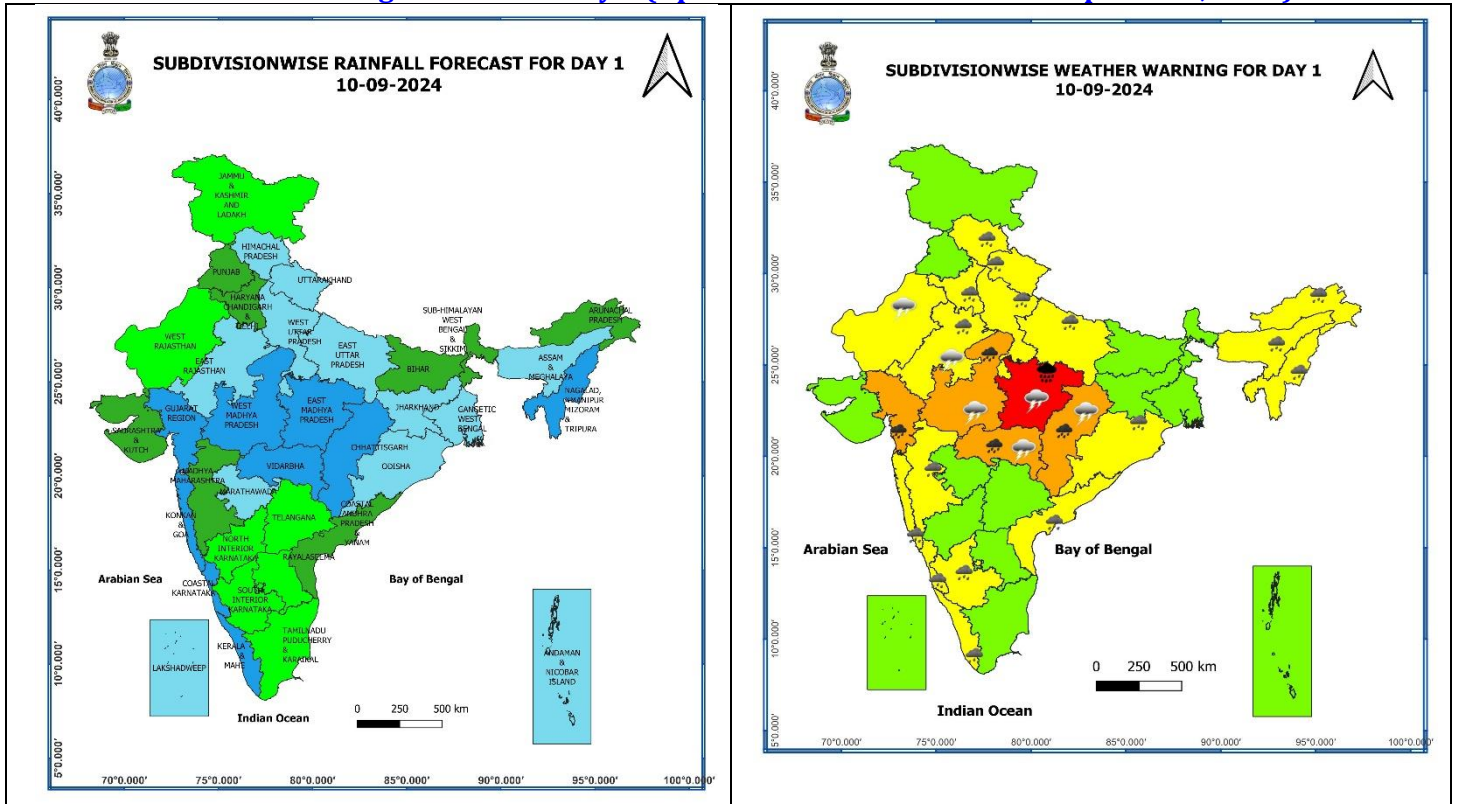 SUBDIVISIONWISE RAINFALL FORECAST FOR DAY 1
10-09-2024
40°0.000'
35°0.000'
30°0.000'
25°0.000'
20°0.000'
15°0.000'
10°0.000'
5°0.000'
JAMMU
&
KASHMIR
AND
LADAKH
HIMACHAL
PRADESH
PUNJAB
UTTARAKHAND
HARYANA
CHANDIGARH
&
DELHI
SUB-HIMALAYAN
WEST
BENGAL
&
SIKKIM
ARUNACHAL
PRADESH
WEST
RAJASTHAN
WEST
UTTAR
PRADESH
EAST
UTTAR
PRADESH
EAST
RAJASTHAN
BIHAR
ASSAM
&
MEGHALAYA
NAGALAD,
MANIPUR
MIZORAM
&
TRIPURA
GUJARAT
REGION
WEST
MADHYA
PRADESH
EAST
MADHYA
PRADESH
JHARKHAND
GANGETIC
WEST
BENGAL
SAURASHTRA
&
KUTCH
CHHATTISGARH
VIDARBHA
ODISHA
MADHYA
MAHARASHTRA
MARATHAWADA
KONKAN
&
GOA
TELANGANA
COASTAL
ANDHRA
PRADESH
&
YANAM
NORTH
INTERIOR
KARNATAKA
RAYALASEEMA
Arabian Sea
Bay of Bengal
COASTAL
KARNATAKA
SOUTH
INTERIOR
KARNATAKA
TAMILNADU
PUDUCHERRY
&
KARAIKAL
KERALA
&
MAHE
LAKSHADWEEP
ANDAMAN
&
NICOBAR
ISLAND
Indian Ocean
0 250 500 km
70°0.000' 75°0.000' 80°0.000' 85°0.000' 90°0.000' 95°0.000' 100°0.000'
SUBDIVISIONWISE WEATHER WARNING FOR DAY 1
10-09-2024
40°0.000'
35°0.000'
30°0.000'
25°0.000'
20°0.000'
15°0.000'
10°0.000'
5°0.000'
Arabian Sea
Bay of Bengal
0 250 500 km
Indian Ocean
70°0.000' 75°0.000' 80°0.000' 85°0.000' 90°0.000' 95°0.000'